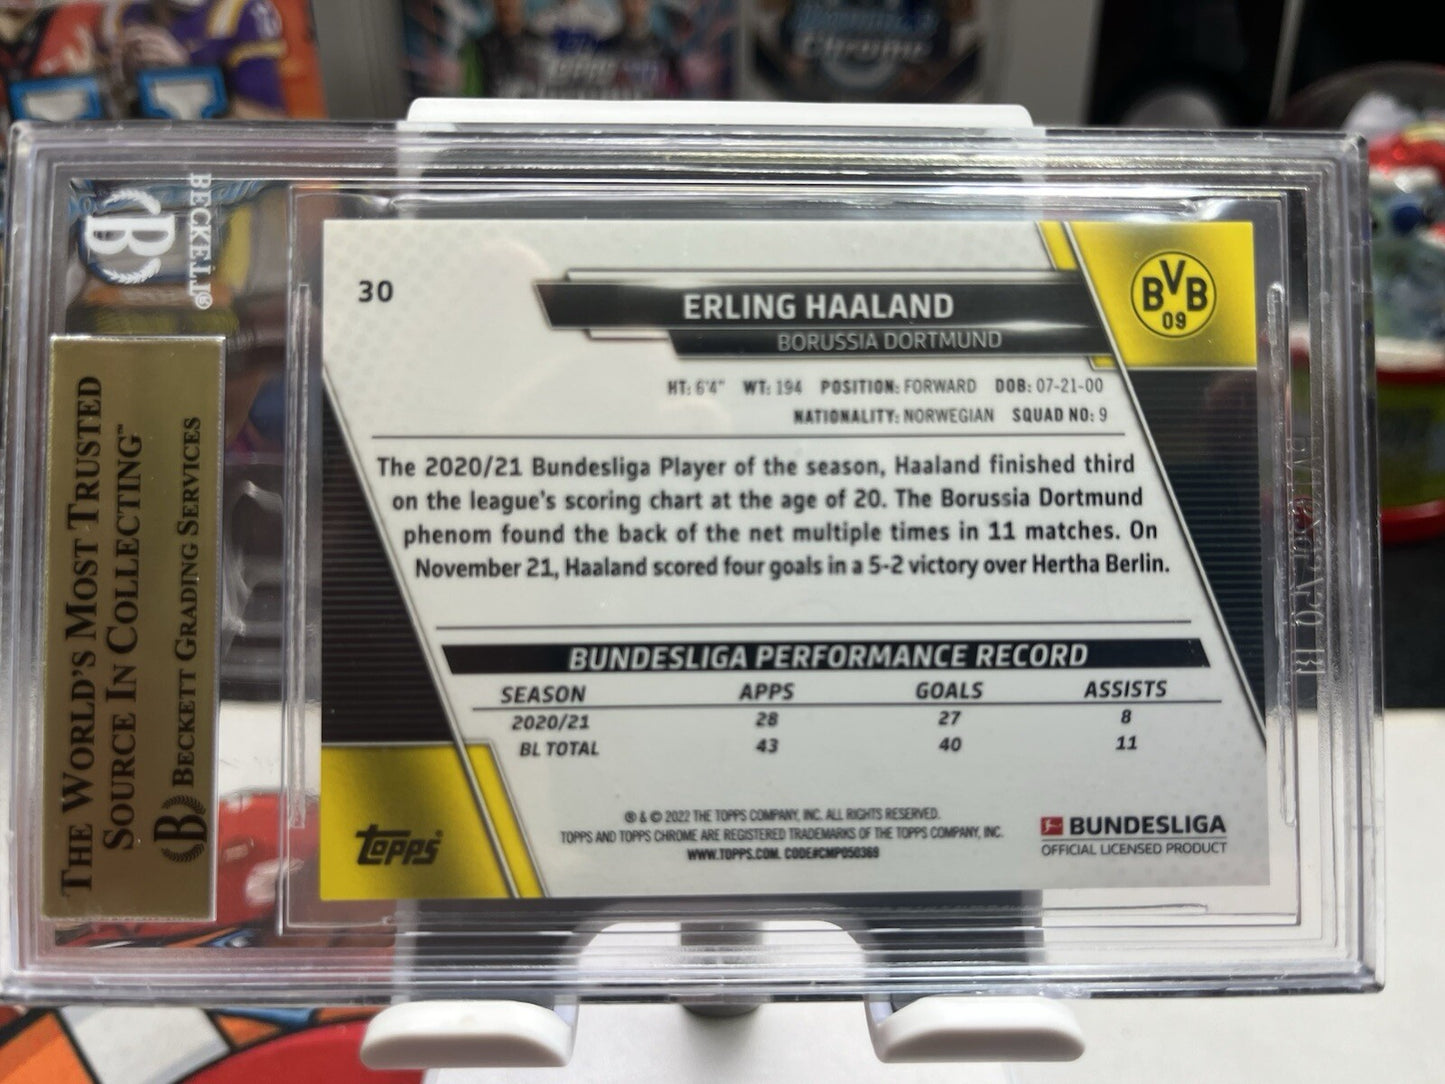 Topps
Chrome
BECKETT®
THE WORLD'S MOST TRUSTED
SOURCE IN COLLECTING™
B BECKETT GRADING SERVICES
30
ERLING HAALAND
BORUSSIA DORTMUND
BVB
09
HT: 6'4" WT: 194 POSITION: FORWARD DOB: 07-21-00
NATIONALITY: NORWEGIAN SQUAD NO: 9
The 2020/21 Bundesliga Player of the season, Haaland finished third
on the league's scoring chart at the age of 20. The Borussia Dortmund
phenom found the back of the net multiple times in 11 matches. On
November 21, Haaland scored four goals in a 5-2 victory over Hertha Berlin.
BUNDESLIGA PERFORMANCE RECORD
SEASON APPS GOALS ASSISTS
2020/21 28 27 8
BL TOTAL 43 40 11
® & © 2022 THE TOPPS COMPANY, INC. ALL RIGHTS RESERVED.
TOPPS AND TOPPS CHROME ARE REGISTERED TRADEMARKS OF THE TOPPS COMPANY, INC.
WWW.TOPPS.COM. CODE#CMP050369
topps®
BUNDESLIGA
OFFICIAL LICENSED PRODUCT